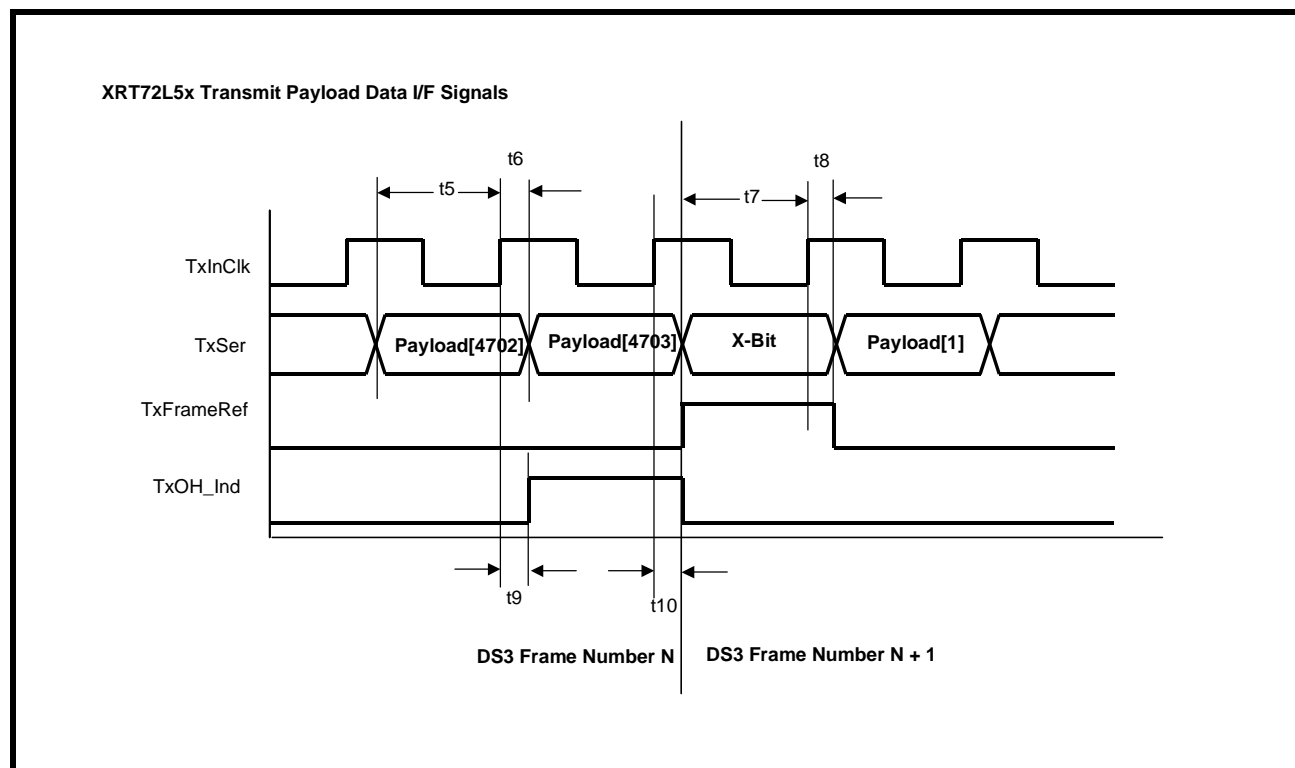 XRT72L5x Transmit Payload Data I/F Signals
t6
t8
t5
t7
TxInClk
TxSer
Payload[4702]
Payload[4703]
X-Bit
Payload[1]
TxFrameRef
TxOH_Ind
t9
t10
DS3 Frame Number N
DS3 Frame Number N + 1